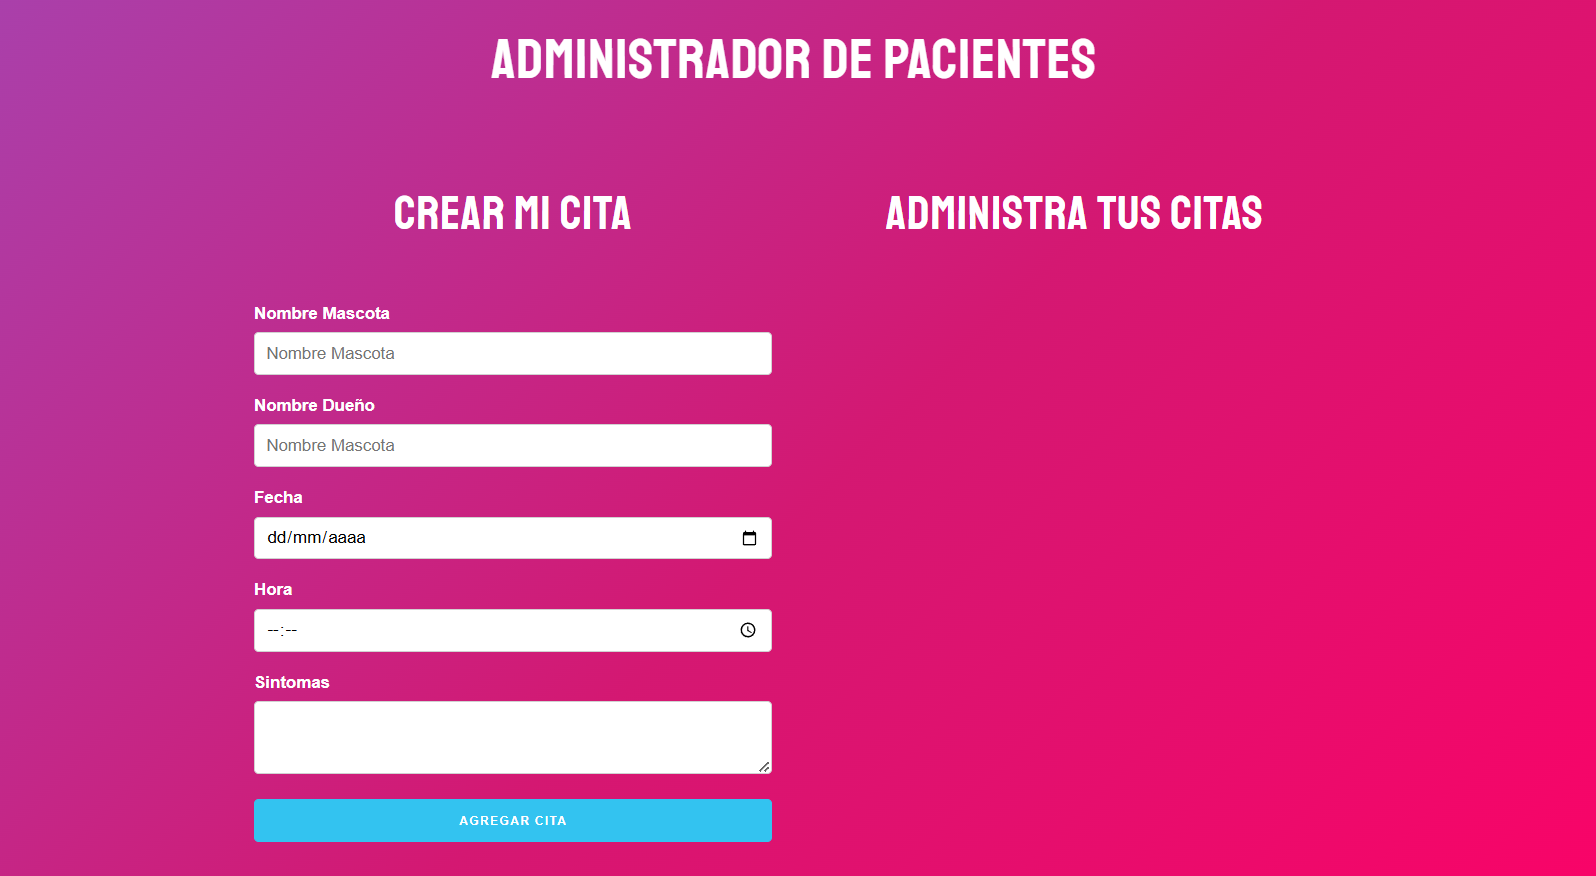 ADMINISTRADOR DE PACIENTES
CREAR MI CITA
ADMINISTRA TUS CITAS
Nombre Mascota
Nombre Mascota
Nombre Dueño
Nombre Mascota
Fecha
dd/mm/aaaa
Hora
--:--
Sintomas
AGREGAR CITA